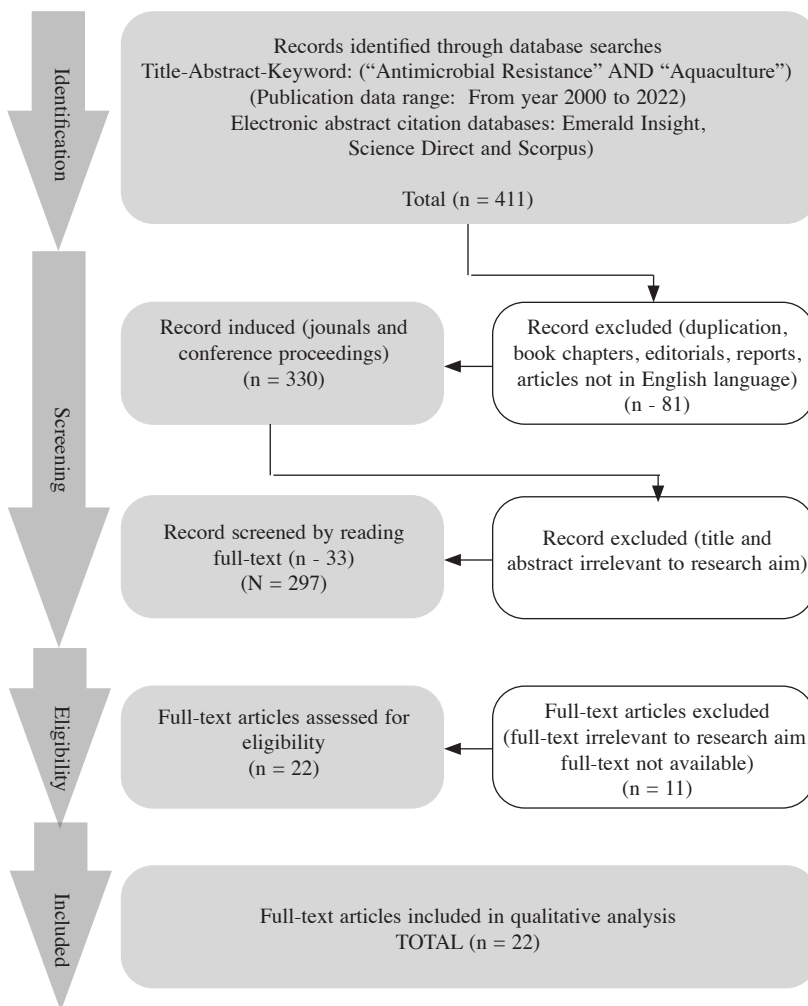 Identification
Records identified through database searches
Title-Abstract-Keyword: (“Antimicrobial Resistance” AND “Aquaculture”)
(Publication data range:  From year 2000 to 2022)
Electronic abstract citation databases: Emerald Insight,
Science Direct and Scorpus)
Total (n = 411)
Screening
Record induced (jounals and
conference proceedings)
(n = 330)
Record excluded (duplication,
book chapters, editorials, reports,
articles not in English language)
(n - 81)
Record screened by reading
full-text (n - 33)
(N = 297)
Record excluded (title and
abstract irrelevant to research aim)
Eligibility
Full-text articles assessed for
eligibility
(n = 22)
Full-text articles excluded
(full-text irrelevant to research aim
full-text not available)
(n = 11)
Included
Full-text articles included in qualitative analysis
TOTAL (n = 22)